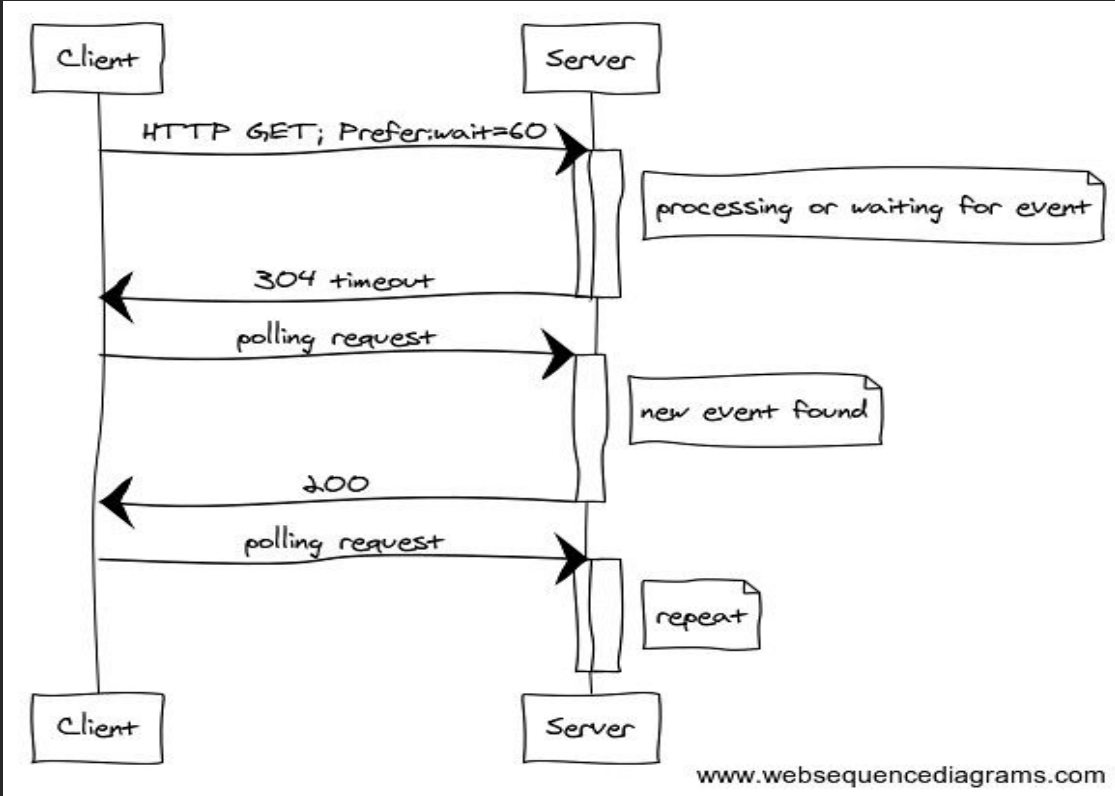 Client
Server
HTTP GET; Prefer:wait=60
processing or waiting for event
304 timeout
polling request
new event found
200
polling request
repeat
Client
Server
www.websequencediagrams.com